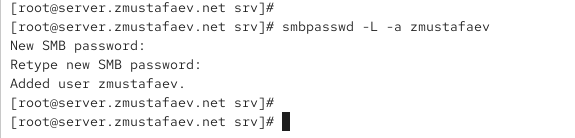 [root@server.zmustafaev.net srv]#
[root@server.zmustafaev.net srv]# smbpasswd -L -a zmustafaev
New SMB password:
Retype new SMB password:
Added user zmustafaev.
[root@server.zmustafaev.net srv]#
[root@server.zmustafaev.net srv]#